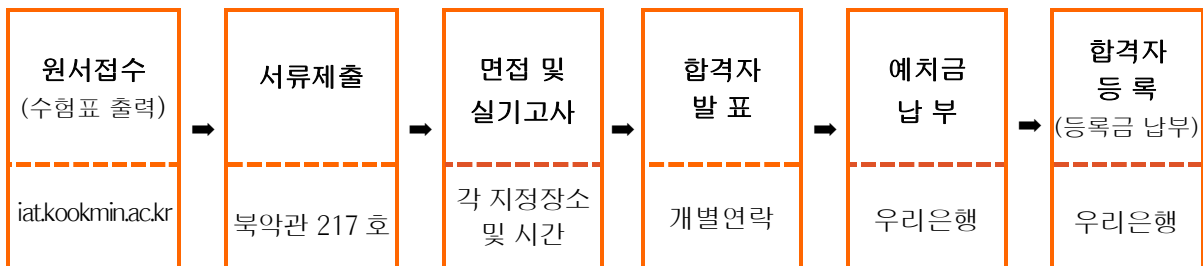 원서접수
(수험표 출력)
iat.kookmin.ac.kr
➡
서류제출
북악관 217 호
➡
면접 및
실기고사
각 지정장소
및 시간
➡
합격자
발 표
개별연락
➡
예치금
납 부
우리은행
➡
합격자
등 록
(등록금 납부)
우리은행